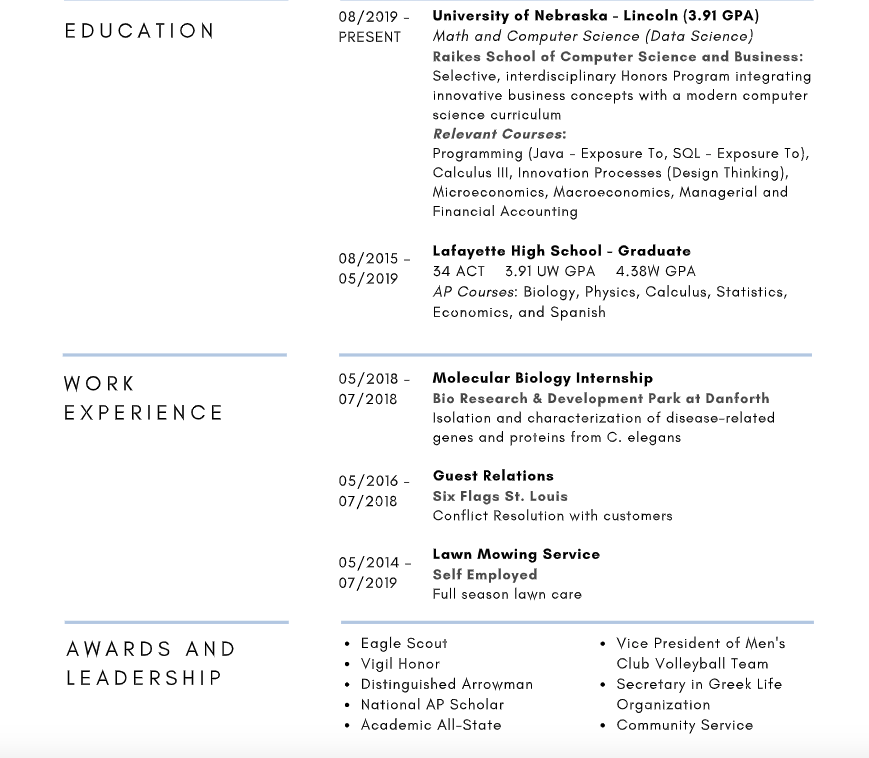 EDUCATION
08/2019 -
PRESENT
University of Nebraska - Lincoln (3.91 GPA)
Math and Computer Science (Data Science)
Raikes School of Computer Science and Business:
Selective, interdisciplinary Honors Program integrating
innovative business concepts with a modern computer
science curriculum
Relevant Courses:
Programming (Java - Exposure To, SQL - Exposure To),
Calculus III, Innovation Processes (Design Thinking),
Microeconomics, Macroeconomics, Managerial and
Financial Accounting
08/2015 -
05/2019
Lafayette High School - Graduate
34 ACT 3.91 UW GPA 4.38W GPA
AP Courses: Biology, Physics, Calculus, Statistics,
Economics, and Spanish
WORK
EXPERIENCE
05/2018 -
07/2018
Molecular Biology Internship
Bio Research & Development Park at Danforth
Isolation and characterization of disease-related
genes and proteins from C. elegans
05/2016 -
07/2018
Guest Relations
Six Flags St. Louis
Conflict Resolution with customers
05/2014 -
07/2019
Lawn Mowing Service
Self Employed
Full season lawn care
AWARDS AND
LEADERSHIP
• Eagle Scout
• Vigil Honor
• Distinguished Arrowman
• National AP Scholar
• Academic All-State
• Vice President of Men's
Club Volleyball Team
• Secretary in Greek Life
Organization
• Community Service